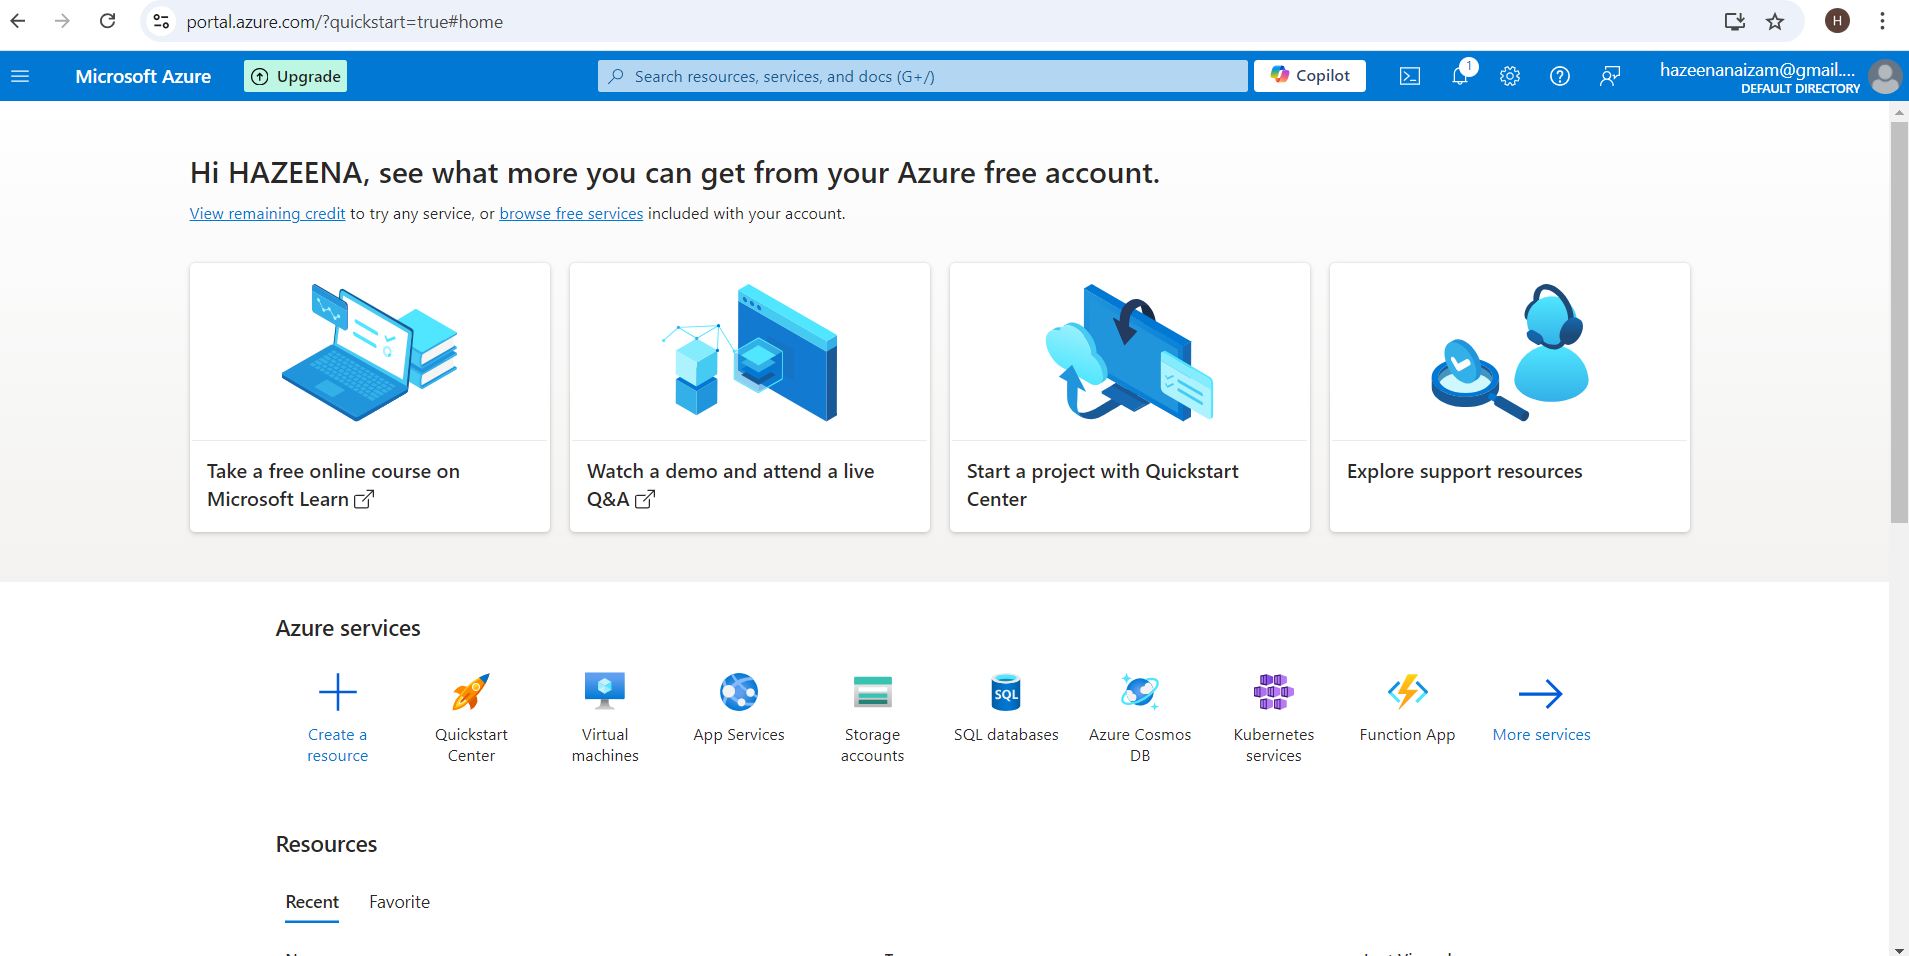 portal.azure.com/?quickstart=true#home
H
Microsoft Azure
Upgrade
Search resources, services, and docs (G+/)
Copilot
1
hazeenanaizam@gmail....
DEFAULT DIRECTORY
Hi HAZEENA, see what more you can get from your Azure free account.
View remaining credit to try any service, or browse free services included with your account.
Take a free online course on
Microsoft Learn
Watch a demo and attend a live
Q&A
Start a project with Quickstart
Center
Explore support resources
Azure services
Create a
resource
Quickstart
Center
Virtual
machines
App Services
Storage
accounts
SQL
SQL databases
Azure Cosmos
DB
Kubernetes
services
Function App
More services
Resources
Recent
Favorite